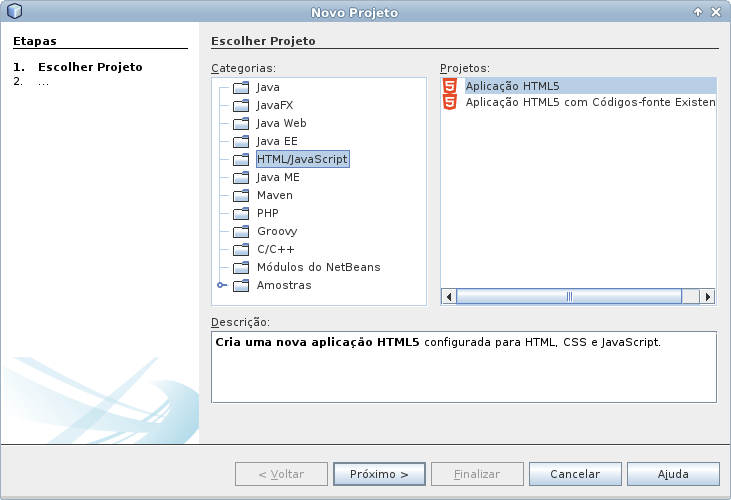 Novo Projeto
Etapas
1. Escolher Projeto
2. ...
Escolher Projeto
Categorias:
Java
JavaFX
Java Web
Java EE
HTML/JavaScript
Java ME
Maven
PHP
Groovy
C/C++
Módulos do NetBeans
Amostras
Projetos:
Aplicação HTML5
Aplicação HTML5 com Códigos-fonte Existen
Descrição:
Cria uma nova aplicação HTML5 configurada para HTML, CSS e JavaScript.
< Voltar
Próximo >
Finalizar
Cancelar
Ajuda